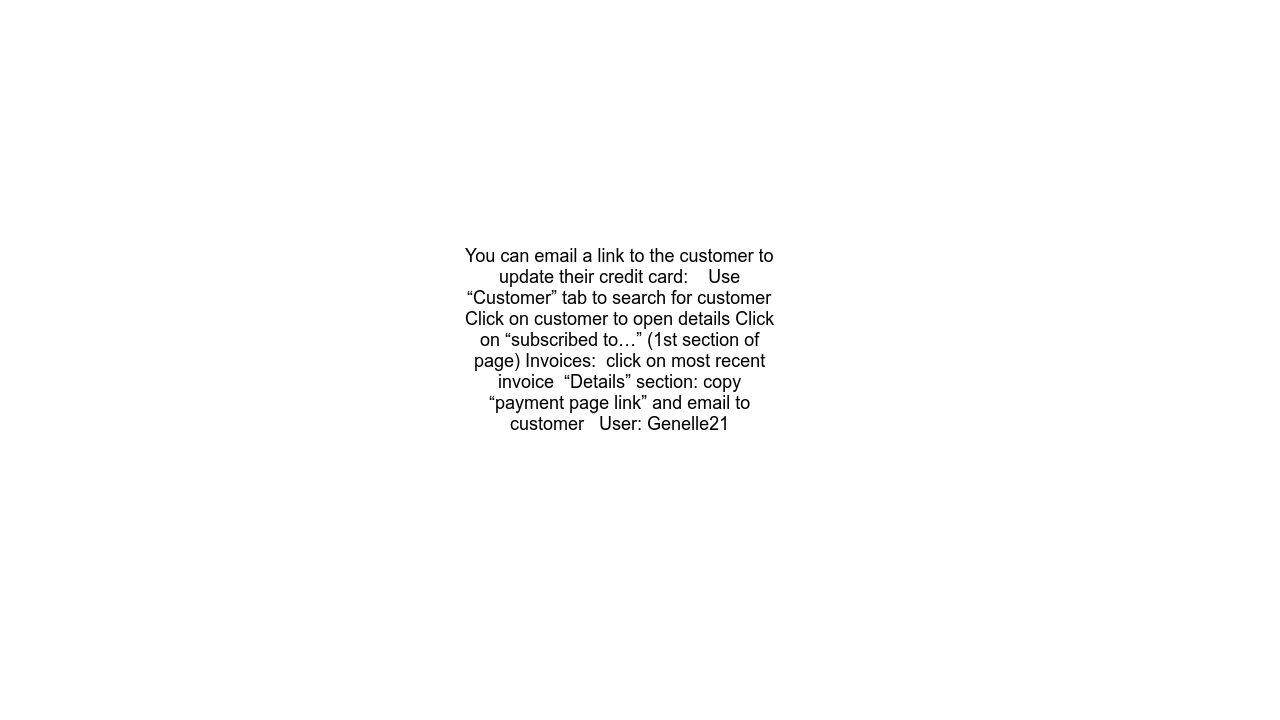 You can email a link to the customer to
update their credit card:    Use
“Customer” tab to search for customer
Click on customer to open details Click
on “subscribed to…” (1st section of
page) Invoices:  click on most recent
invoice  “Details” section: copy
“payment page link” and email to
customer   User: Genelle21